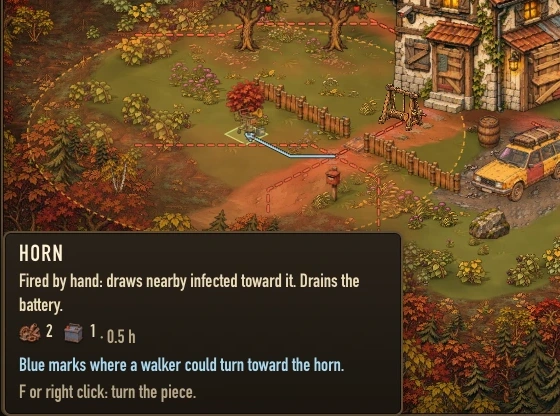 HORN
Fired by hand: draws nearby infected toward it. Drains the
battery.
2 1 · 0.5 h
Blue marks where a walker could turn toward the horn.
F or right click: turn the piece.